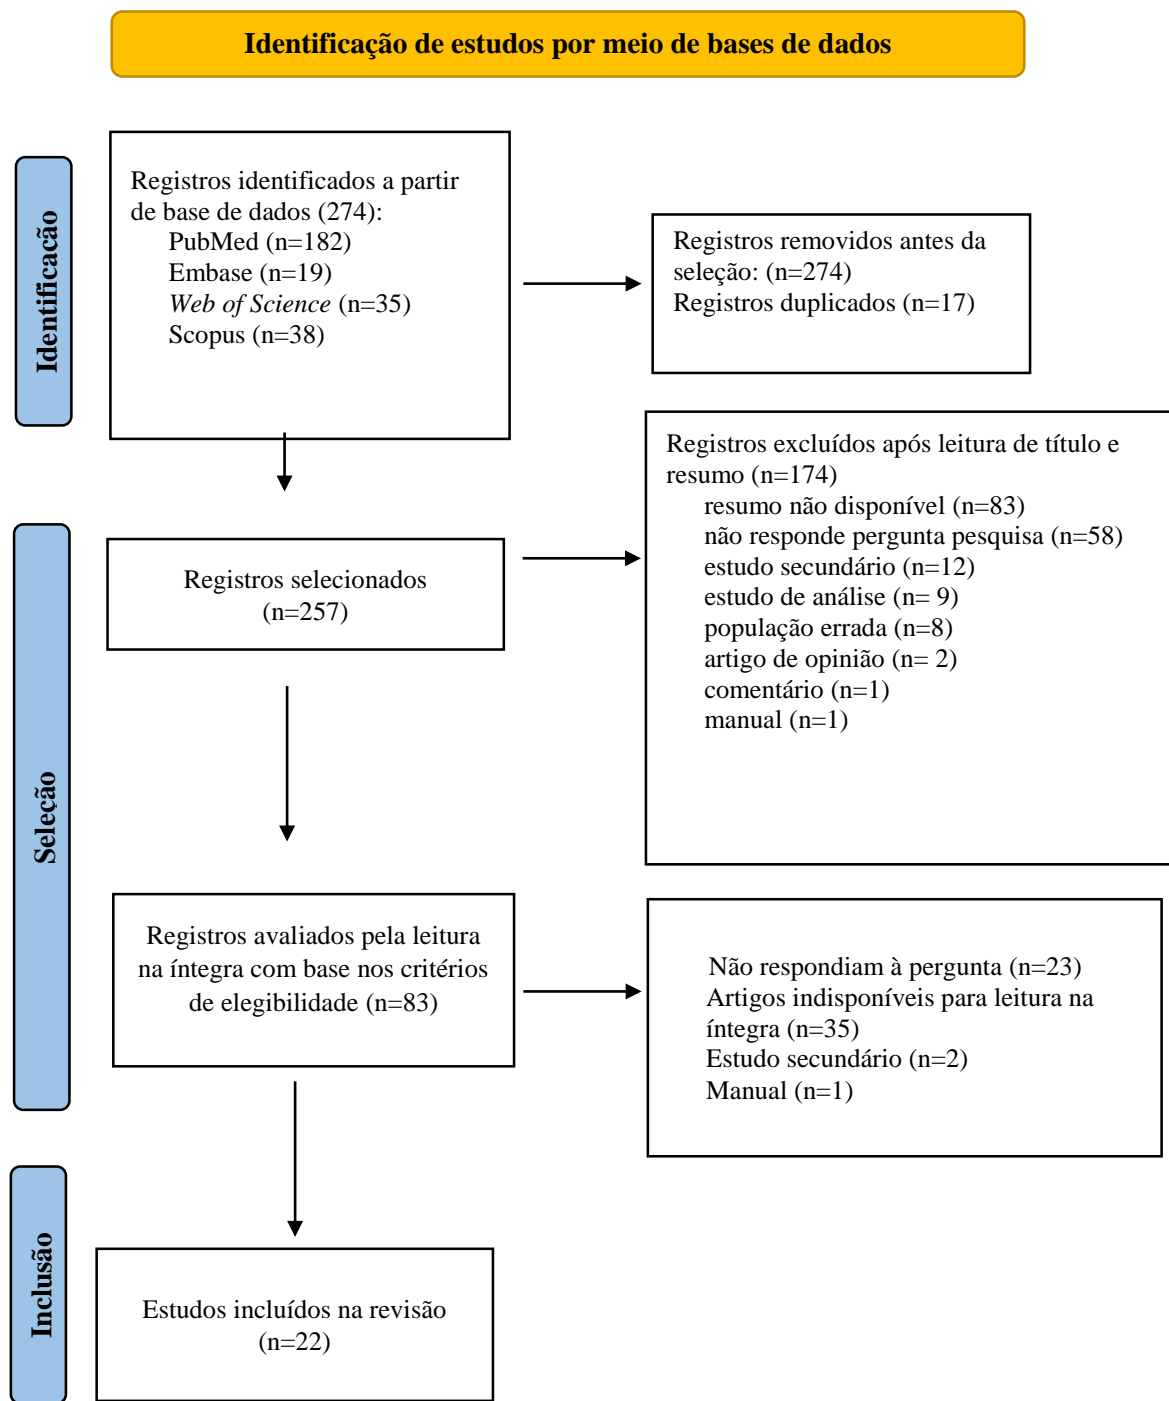 Identificação de estudos por meio de bases de dados
Identificação
Registros identificados a partir
de base de dados (274):
PubMed (n=182)
Embase (n=19)
Web of Science (n=35)
Scopus (n=38)
Registros removidos antes da
seleção: (n=274)
Registros duplicados (n=17)
Seleção
Registros selecionados
(n=257)
Registros excluídos após leitura de título e
resumo (n=174)
resumo não disponível (n=83)
não responde pergunta pesquisa (n=58)
estudo secundário (n=12)
estudo de análise (n= 9)
população errada (n=8)
artigo de opinião (n= 2)
comentário (n=1)
manual (n=1)
Registros avaliados pela leitura
na íntegra com base nos critérios
de elegibilidade (n=83)
Não respondiam à pergunta (n=23)
Artigos indisponíveis para leitura na
íntegra (n=35)
Estudo secundário (n=2)
Manual (n=1)
Inclusão
Estudos incluídos na revisão
(n=22)